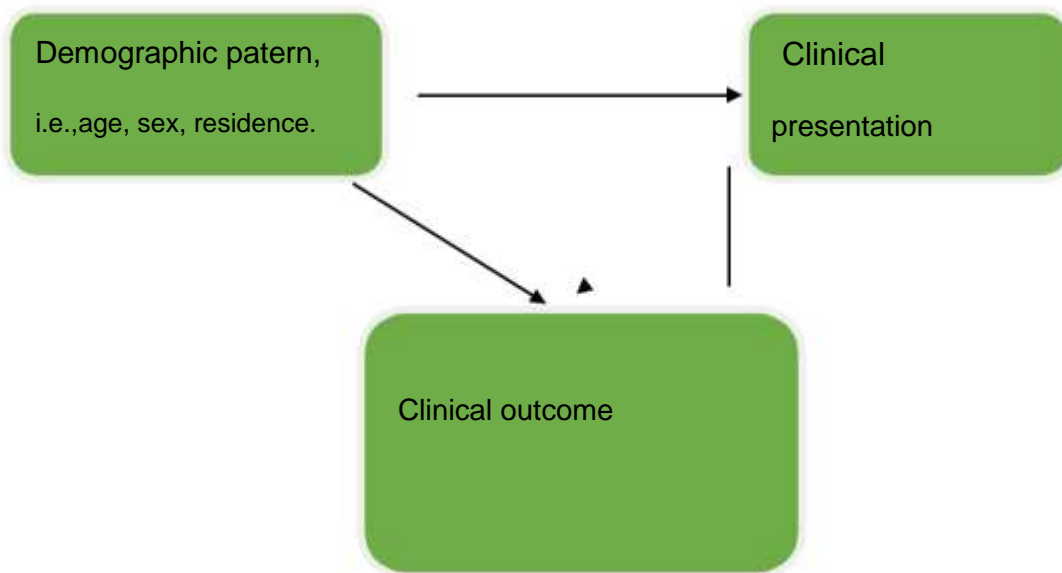 Demographic patern,
i.e.,age, sex, residence.
Clinical
presentation
Clinical outcome